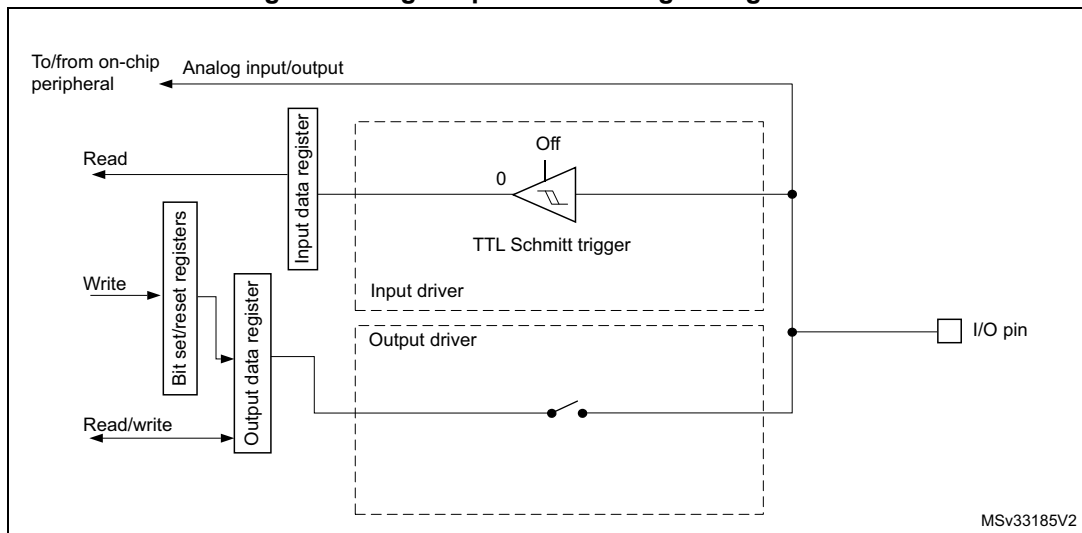 To/from on-chip
peripheral
Analog input/output
Read
Input data register
Off
0
TTL Schmitt trigger
Input driver
Write
Bit set/reset registers
Output data register
Output driver
I/O pin
Read/write
MSv33185V2